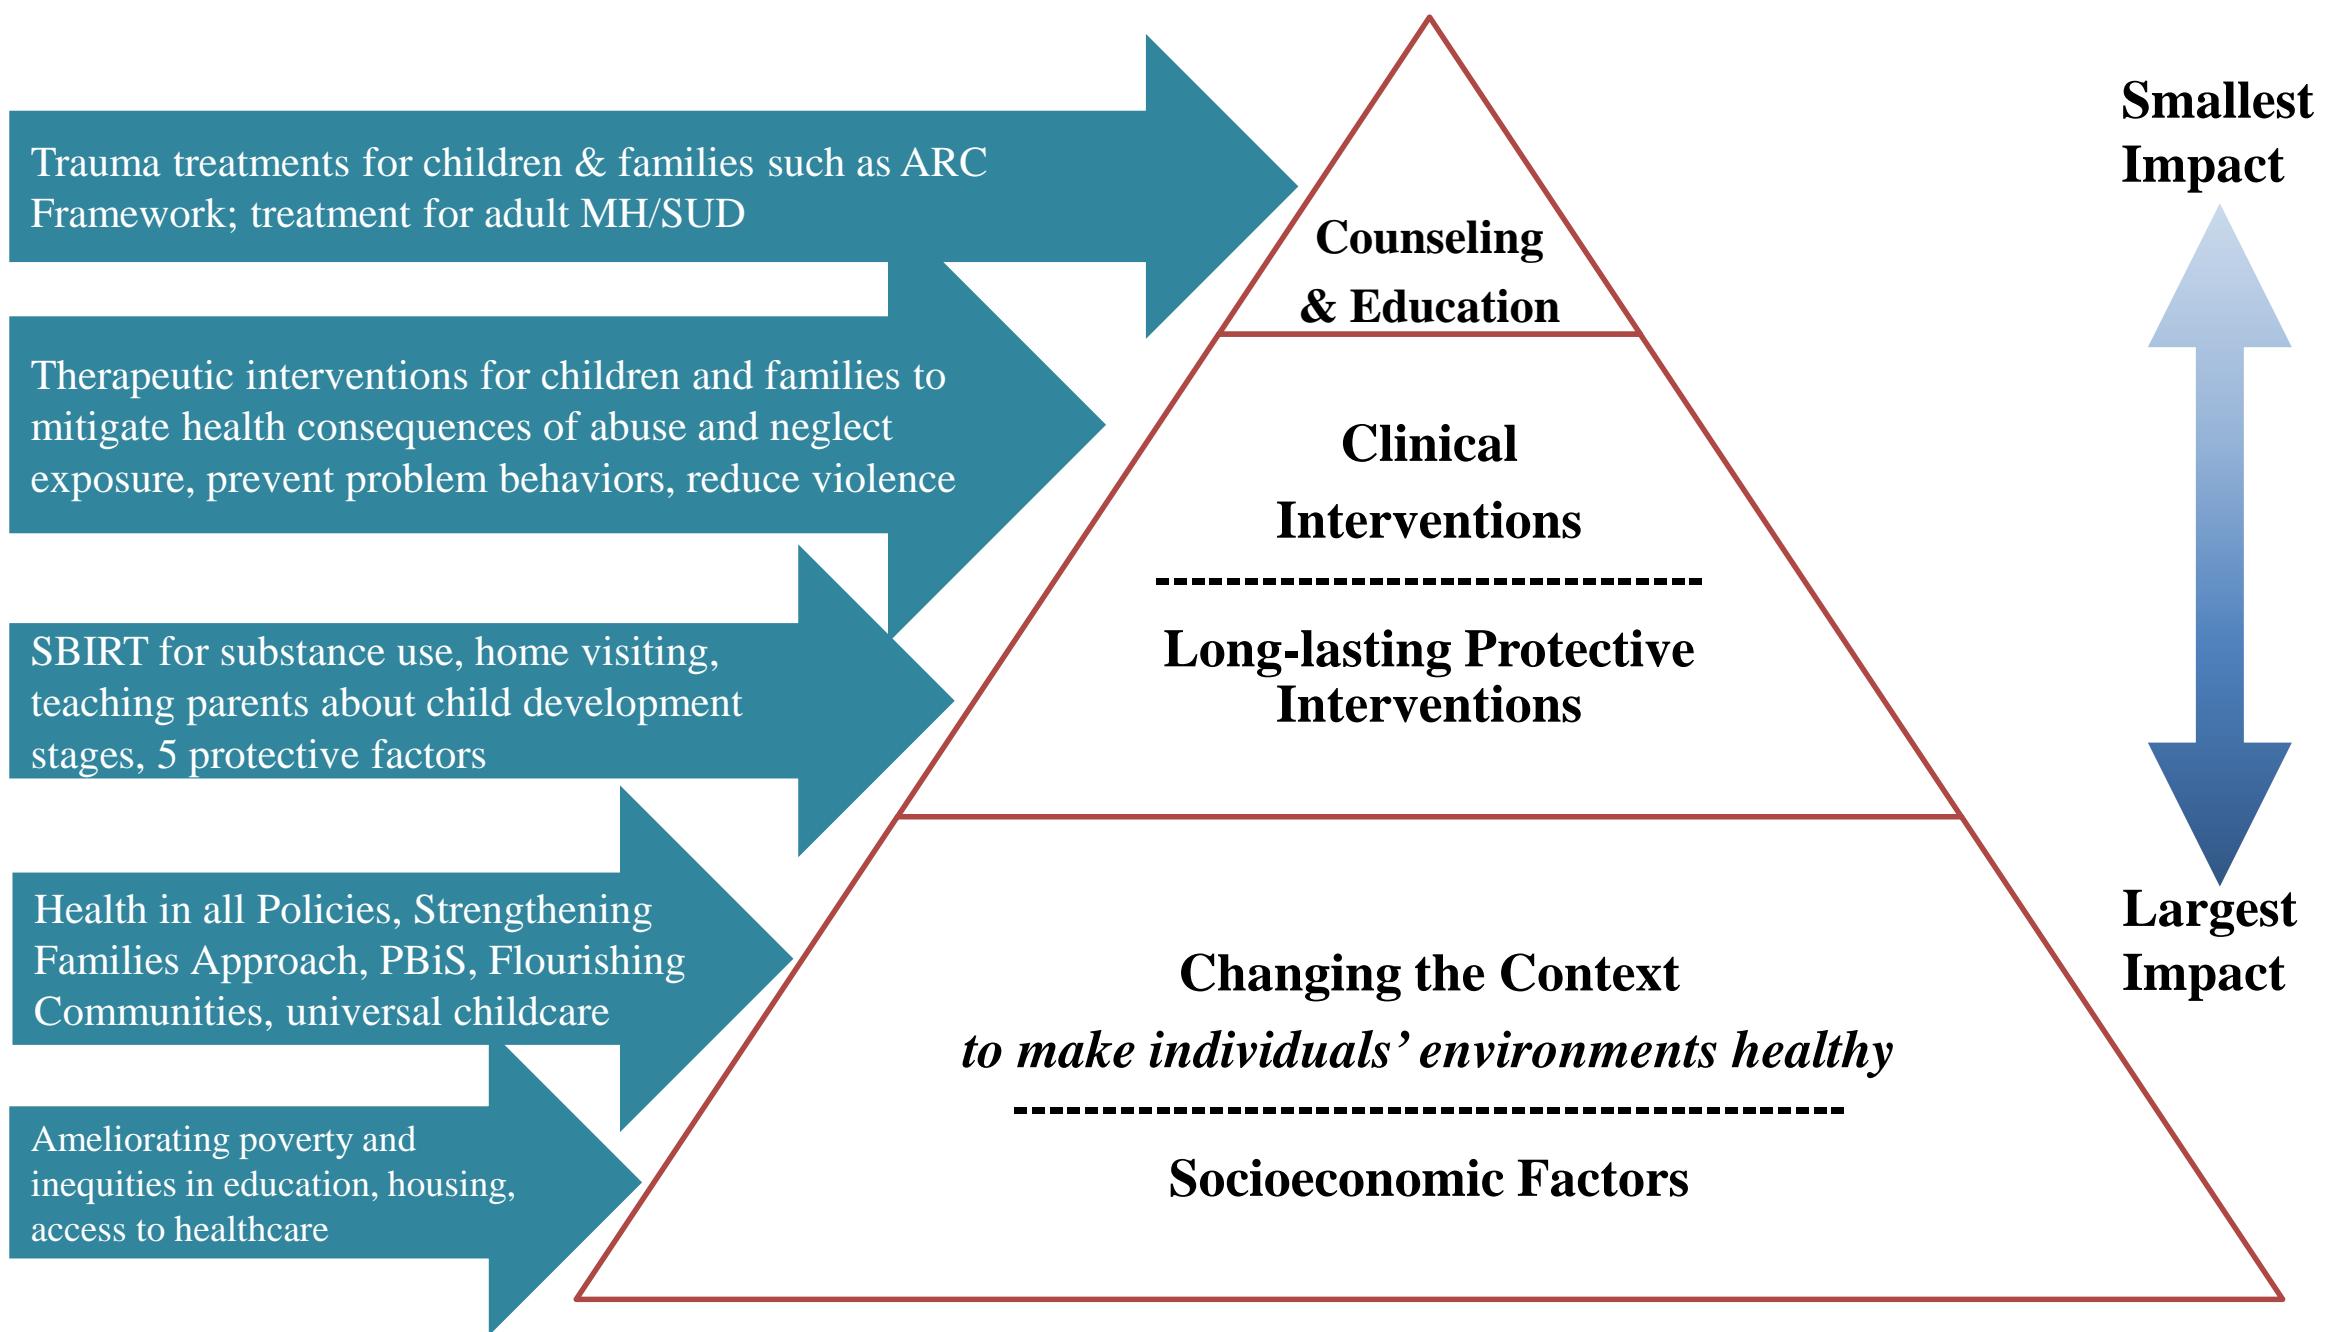 Trauma treatments for children & families such as ARC
Framework; treatment for adult MH/SUD
Therapeutic interventions for children and families to
mitigate health consequences of abuse and neglect
exposure, prevent problem behaviors, reduce violence
SBIRT for substance use, home visiting,
teaching parents about child development
stages, 5 protective factors
Health in all Policies, Strengthening
Families Approach, PBiS, Flourishing
Communities, universal childcare
Ameliorating poverty and
inequities in education, housing,
access to healthcare
Counseling
& Education
Clinical
Interventions
Long-lasting Protective
Interventions
Changing the Context
to make individuals’ environments healthy
Socioeconomic Factors
Smallest
Impact
Largest
Impact